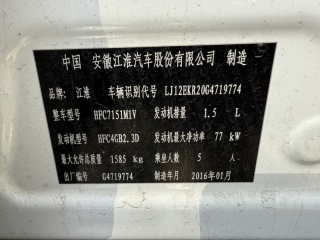 中国 安徽江淮汽车股份有限公司 制造
品牌 江淮 车辆识别代号 LJ12EKR20G4719774
整车型号 HFC7151M1V 发动机排量 1.5 L
发动机型号 HFC4GB2.3D 发动机最大净功率 77 kW
最大允许总质量 1585 kg 乘坐人数 5 人
出厂编号 G4719774 制造年月 2016年01月